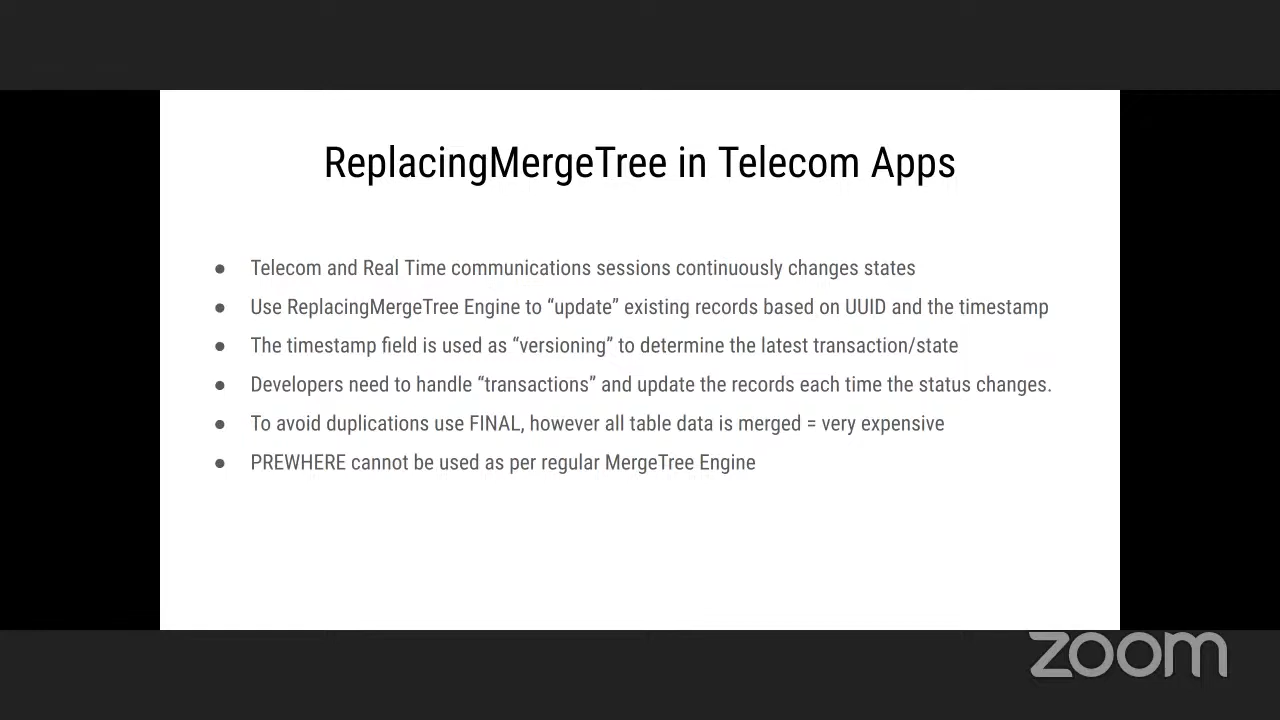 ReplacingMergeTree in Telecom Apps
● Telecom and Real Time communications sessions continuously changes states
● Use ReplacingMergeTree Engine to “update” existing records based on UUID and the timestamp
● The timestamp field is used as “versioning” to determine the latest transaction/state
● Developers need to handle “transactions” and update the records each time the status changes.
● To avoid duplications use FINAL, however all table data is merged = very expensive
● PREWHERE cannot be used as per regular MergeTree Engine
zoom